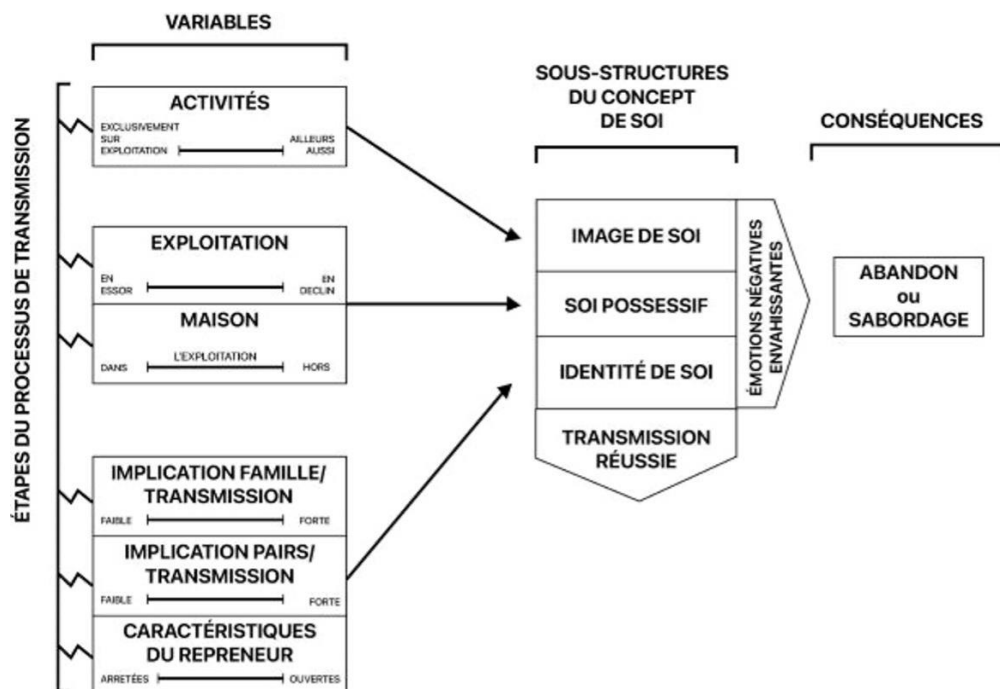 VARIABLES
ÉTAPES DU PROCESSUS DE TRANSMISSION
ACTIVITÉS
EXCLUSIVEMENT
SUR
EXPLOITATION
AILLEURS
AUSSI
EXPLOITATION
EN
ESSOR
EN
DECLIN
MAISON
DANS
L'EXPLOITATION
HORS
IMPLICATION FAMILLE/
TRANSMISSION
FAIBLE
FORTE
IMPLICATION PAIRS/
TRANSMISSION
FAIBLE
FORTE
CARACTÉRISTIQUES
DU REPRENEUR
ARRETÉES
OUVERTES
SOUS-STRUCTURES
DU CONCEPT
DE SOI
IMAGE DE SOI
SOI POSSESSIF
IDENTITÉ DE SOI
TRANSMISSION
RÉUSSIE
ÉMOTIONS NÉGATIVES
ENVAHISSANTES
CONSÉQUENCES
ABANDON
ou
SABORDAGE